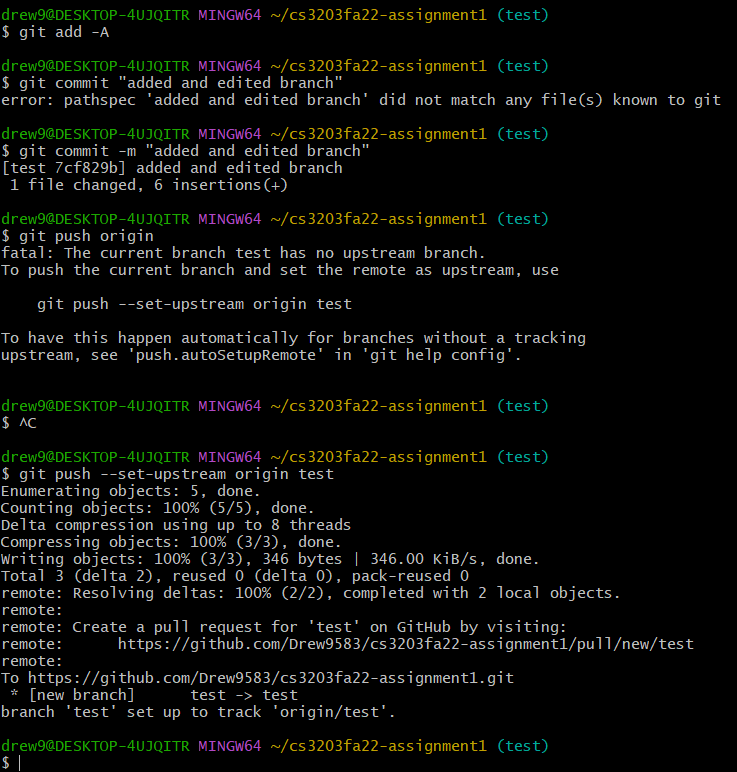 drew9@DESKTOP-4UJQITR MINGW64 ~/cs3203fa22-assignment1 (test)
$ git add -A
drew9@DESKTOP-4UJQITR MINGW64 ~/cs3203fa22-assignment1 (test)
$ git commit "added and edited branch"
error: pathspec 'added and edited branch' did not match any file(s) known to git
drew9@DESKTOP-4UJQITR MINGW64 ~/cs3203fa22-assignment1 (test)
$ git commit -m "added and edited branch"
[test 7cf829b] added and edited branch
 1 file changed, 6 insertions(+)
drew9@DESKTOP-4UJQITR MINGW64 ~/cs3203fa22-assignment1 (test)
$ git push origin
fatal: The current branch test has no upstream branch.
To push the current branch and set the remote as upstream, use
    git push --set-upstream origin test
To have this happen automatically for branches without a tracking
upstream, see 'push.autoSetupRemote' in 'git help config'.
drew9@DESKTOP-4UJQITR MINGW64 ~/cs3203fa22-assignment1 (test)
$ ^C
drew9@DESKTOP-4UJQITR MINGW64 ~/cs3203fa22-assignment1 (test)
$ git push --set-upstream origin test
Enumerating objects: 5, done.
Counting objects: 100% (5/5), done.
Delta compression using up to 8 threads
Compressing objects: 100% (3/3), done.
Writing objects: 100% (3/3), 346 bytes | 346.00 KiB/s, done.
Total 3 (delta 2), reused 0 (delta 0), pack-reused 0
remote: Resolving deltas: 100% (2/2), completed with 2 local objects.
remote:
remote: Create a pull request for 'test' on GitHub by visiting:
remote:      https://github.com/Drew9583/cs3203fa22-assignment1/pull/new/test
remote:
To https://github.com/Drew9583/cs3203fa22-assignment1.git
 * [new branch]      test -> test
branch 'test' set up to track 'origin/test'.
drew9@DESKTOP-4UJQITR MINGW64 ~/cs3203fa22-assignment1 (test)
$